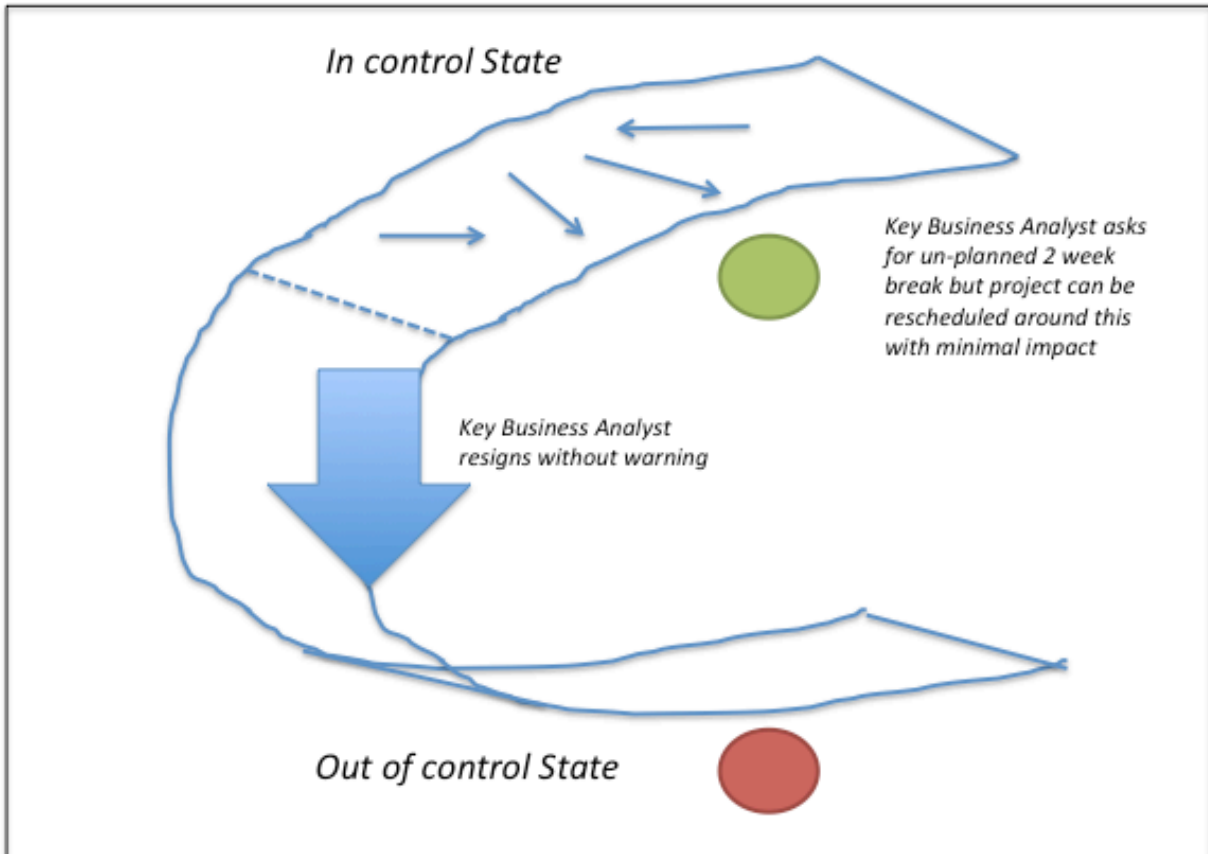 In control State
Key Business Analyst asks
for un-planned 2 week
break but project can be
rescheduled around this
with minimal impact
Key Business Analyst
resigns without warning
Out of control State